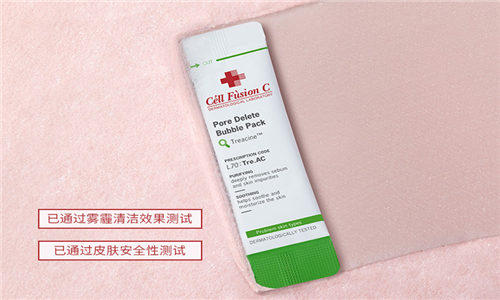 CUT
Cell Fusion C
DERMATOLOGICAL LABORATORY
Pore Delete
Bubble Pack
Treacine™
PRESCRIPTION CODE
L70 : Tre.AC
PURIFYING
deeply removes sebum
and skin impurities
SOOTHING
helps soothe and
moisturize the skin
Problem skin types
DERMATOLOGICALLY TESTED
已通过雾霾清洁效果测试
已通过皮肤安全性测试